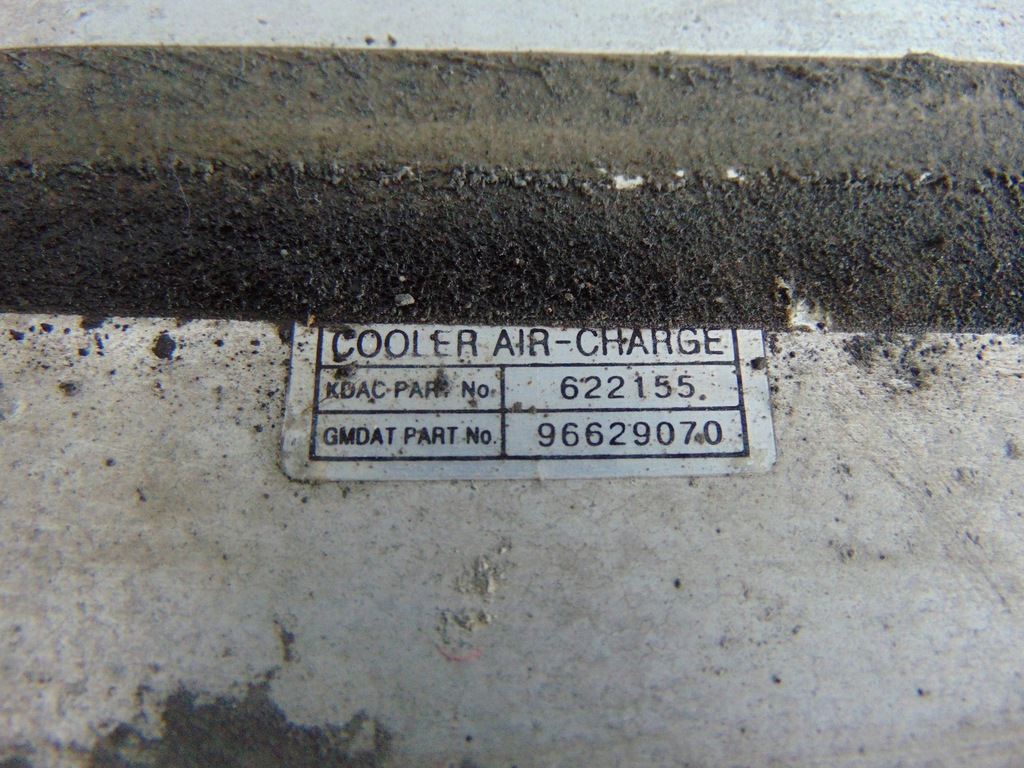 COOLER AIR-CHARGE
KDAC PART No. 622155
GMDAT PART No. 96629070